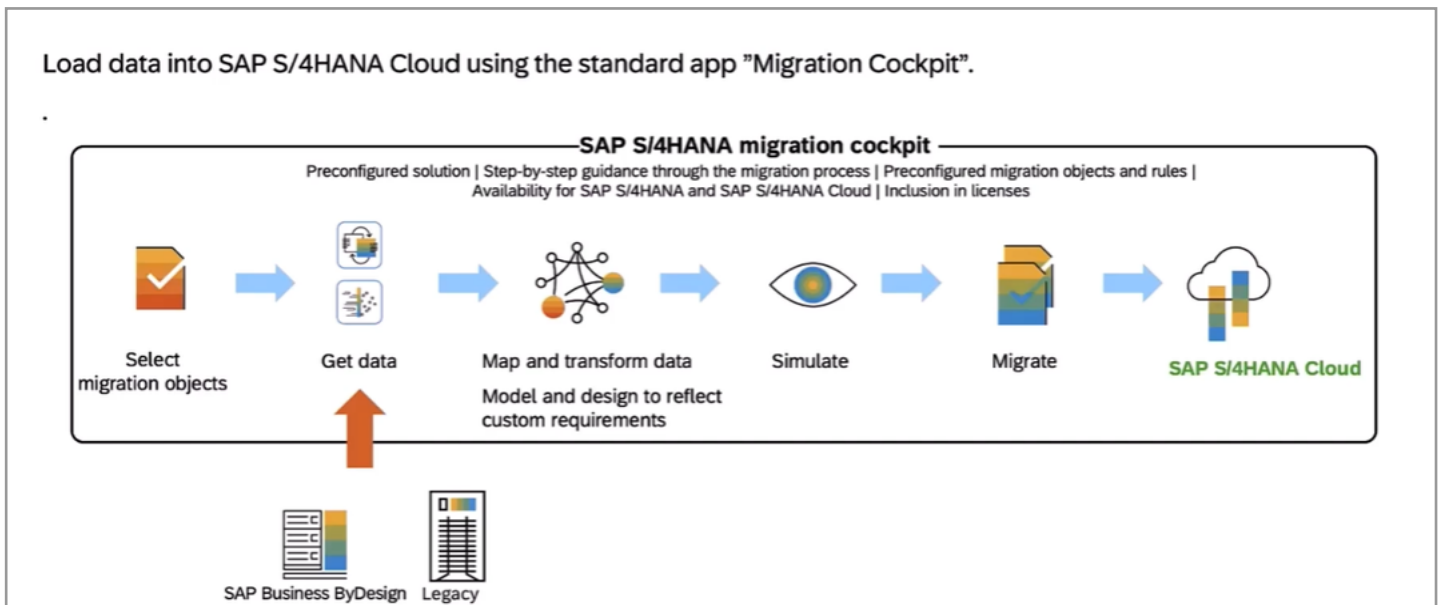 Load data into SAP S/4HANA Cloud using the standard app ”Migration Cockpit”.
.
SAP S/4HANA migration cockpit
Preconfigured solution | Step-by-step guidance through the migration process | Preconfigured migration objects and rules |
Availability for SAP S/4HANA and SAP S/4HANA Cloud | Inclusion in licenses
Select
migration objects
Get data
Map and transform data
Model and design to reflect
custom requirements
Simulate
Migrate
SAP S/4HANA Cloud
SAP Business ByDesign
Legacy